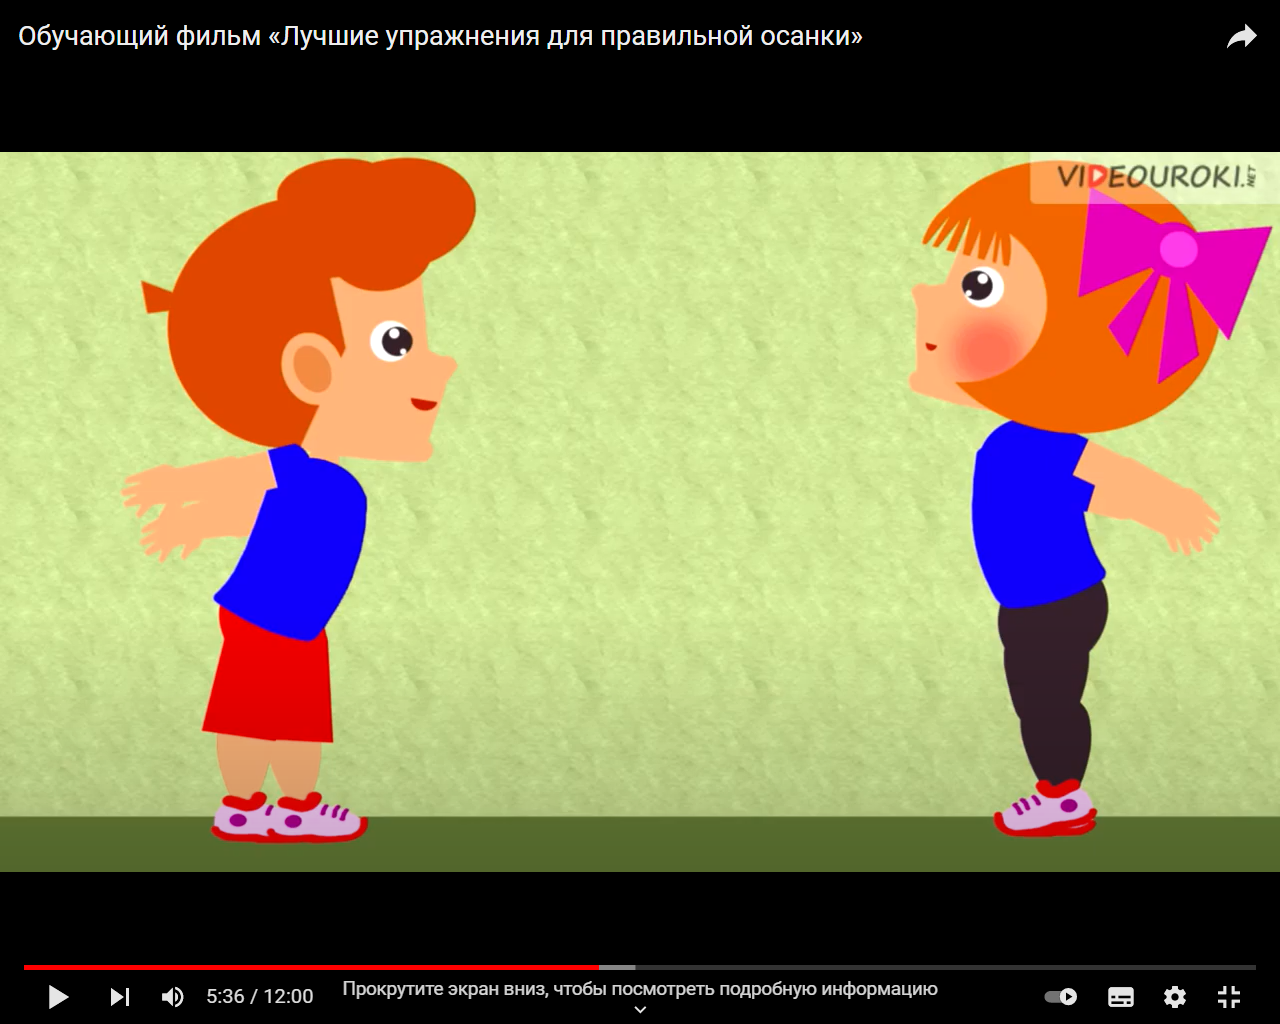 Обучающий фильм «Лучшие упражнения для правильной осанки»
VIDEOUROKI.NET
5:36 / 12:00
Прокрутите экран вниз, чтобы посмотреть подробную информацию